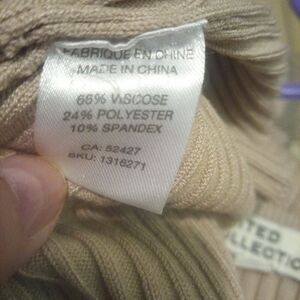 FABRIQUE EN CHINE
MADE IN CHINA
66% VISCOSE
24% POLYESTER
10% SPANDEX
CA: 52427
SKU: 1316271